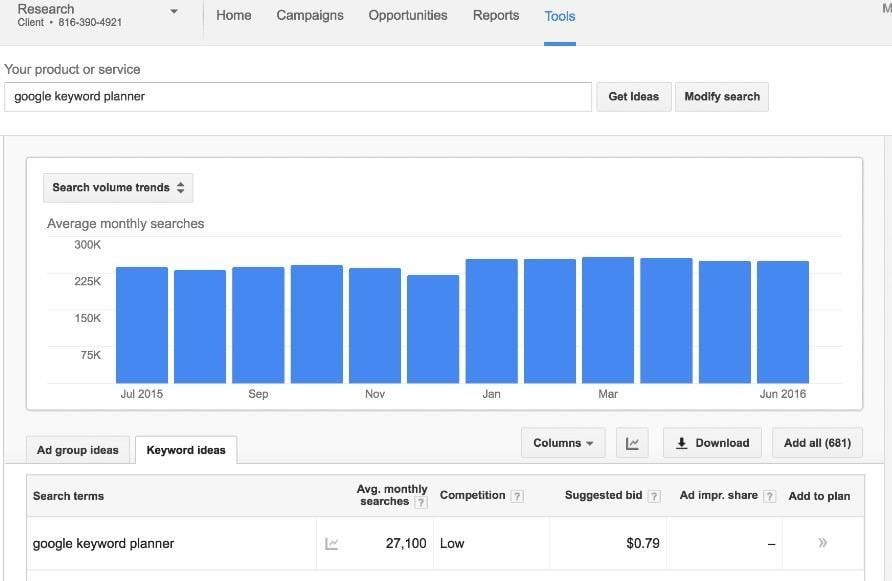 Research
Client • 816-390-4921
Home Campaigns Opportunities Reports Tools
M
Your product or service
google keyword planner Get Ideas Modify search
Search volume trends
Average monthly searches
300K
225K
150K
75K
Jul 2015 Sep Nov Jan Mar Jun 2016
Ad group ideas Keyword ideas Columns Download Add all (681)
Search terms Avg. monthly searches ? Competition ? Suggested bid ? Ad impr. share ? Add to plan
google keyword planner 27,100 Low $0.79 – »